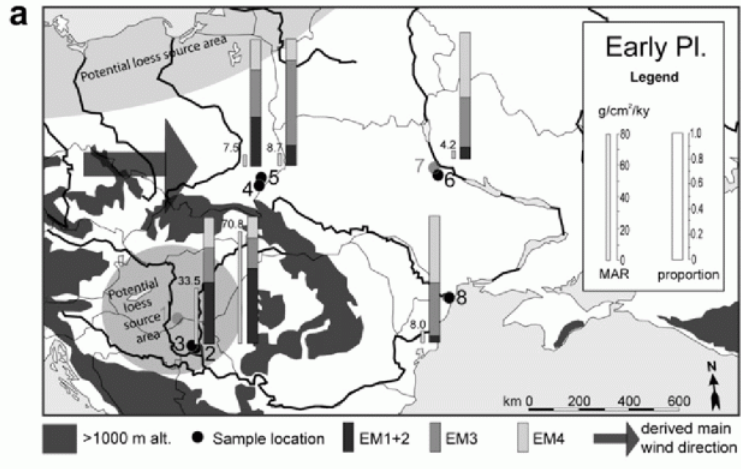 a
Potential loess source area
Early Pl.
Legend
g/cm²/ky
80
60
40
20
0
MAR
1.0
0.8
0.6
0.4
0.2
0
proportion
7.5
8.7
4.2
4
5
7
6
70.8
33.5
8.0
8
Potential
loess
source
area
3
2
N
km 0 200 400 600
>1000 m alt.
Sample location
EM1+2
EM3
EM4
derived main
wind direction